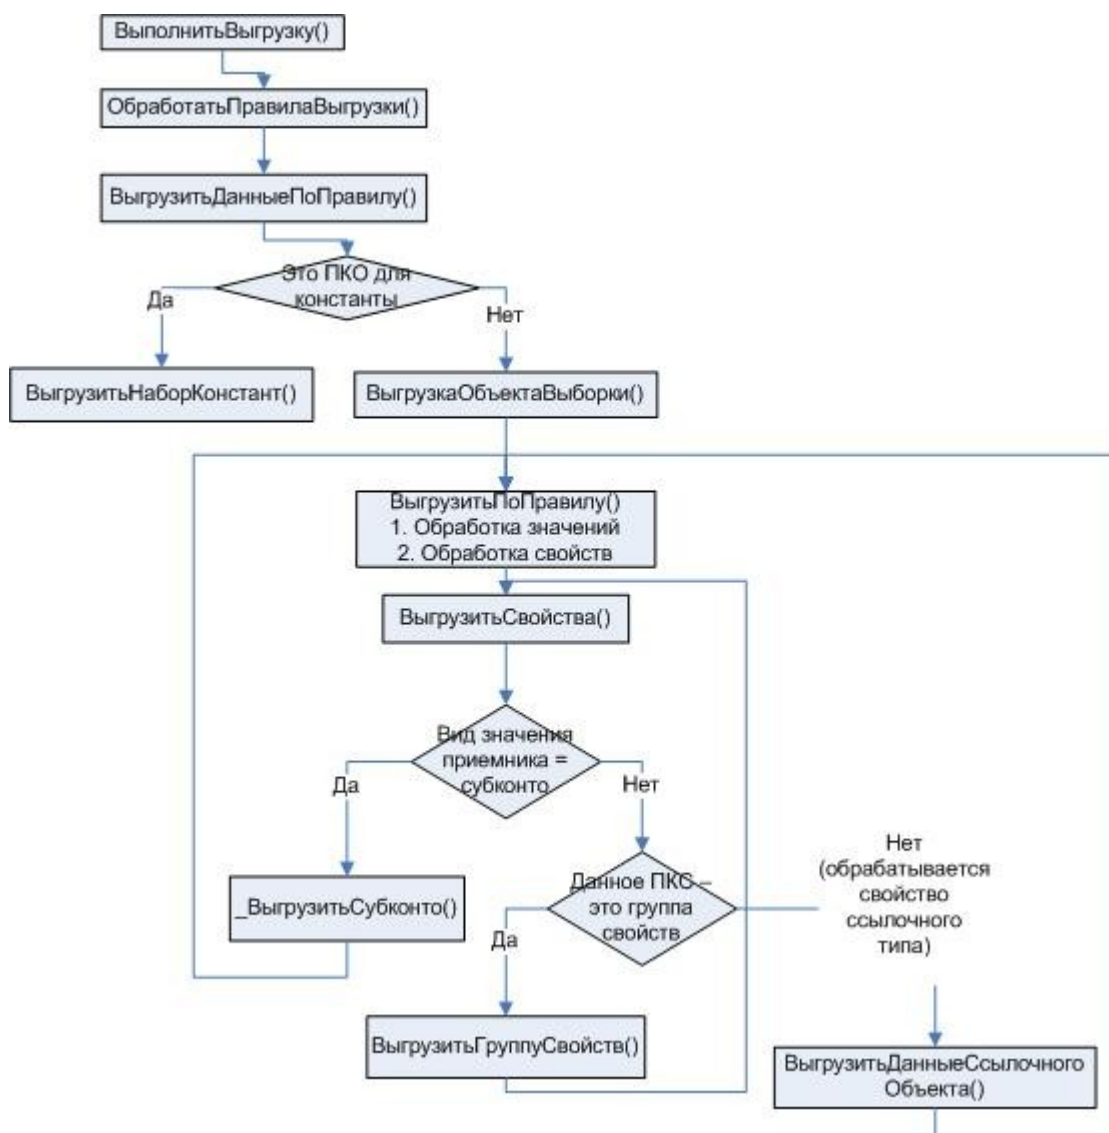 ВыполнитьВыгрузку()
ОбработатьПравилаВыгрузки()
ВыгрузитьДанныеПоПравилу()
Это ПКО для
константы
Да
Нет
ВыгрузитьНаборКонстант()
ВыгрузкаОбъектаВыборки()
ВыгрузитьПоПравилу()
1. Обработка значений
2. Обработка свойств
ВыгрузитьСвойства()
Вид значения
приемника =
субконто
Да
Нет
_ВыгрузитьСубконто()
Данное ПКС –
это группа
свойств
Да
Нет
(обрабатывается
свойство
ссылочного
типа)
ВыгрузитьГруппуСвойств()
ВыгрузитьДанныеСсылочного
Объекта()